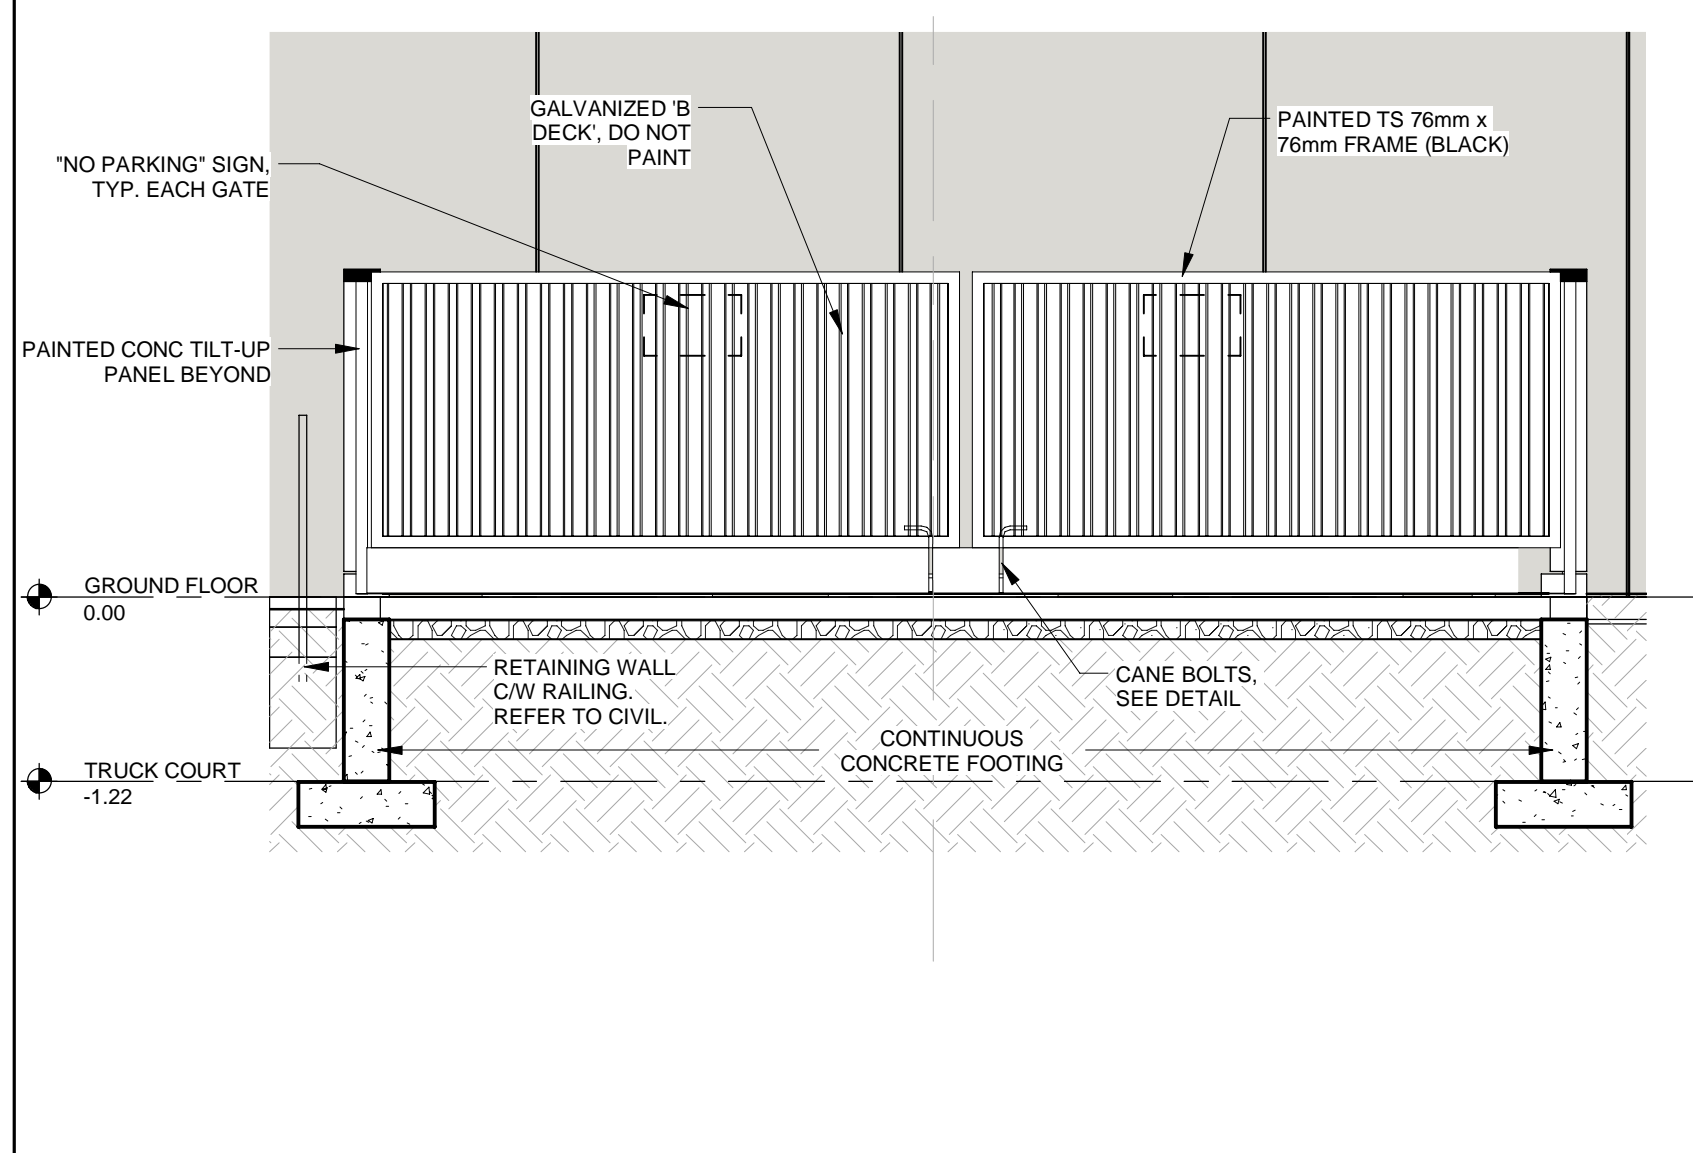 GALVANIZED 'B
DECK', DO NOT
PAINT
PAINTED TS 76mm x
76mm FRAME (BLACK)
"NO PARKING" SIGN,
TYP. EACH GATE
PAINTED CONC TILT-UP
PANEL BEYOND
GROUND FLOOR
0.00
RETAINING WALL
C/W RAILING.
REFER TO CIVIL.
CANE BOLTS,
SEE DETAIL
CONTINUOUS
CONCRETE FOOTING
TRUCK COURT
-1.22